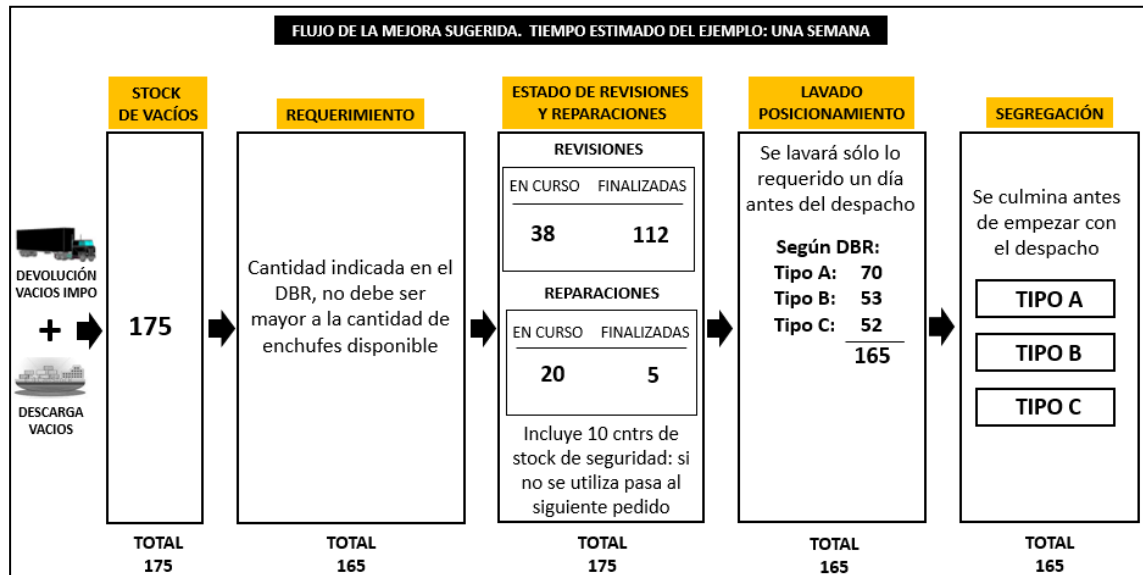 FLUJO DE LA MEJORA SUGERIDA. TIEMPO ESTIMADO DEL EJEMPLO: UNA SEMANA
DEVOLUCIÓN
VACIOS IMPO
+
DESCARGA
VACIOS
STOCK
DE VACÍOS
175
TOTAL
175
REQUERIMIENTO
Cantidad indicada en el
DBR, no debe ser
mayor a la cantidad de
enchufes disponible
TOTAL
165
ESTADO DE REVISIONES
Y REPARACIONES
REVISIONES
EN CURSO FINALIZADAS
38 112
REPARACIONES
EN CURSO FINALIZADAS
20 5
Incluye 10 cntrs de
stock de seguridad: si
no se utiliza pasa al
siguiente pedido
TOTAL
175
LAVADO
POSICIONAMIENTO
Se lavará sólo lo
requerido un día
antes del despacho
Según DBR:
Tipo A: 70
Tipo B: 53
Tipo C: 52
165
TOTAL
165
SEGREGACIÓN
Se culmina antes
de empezar con
el despacho
TIPO A
TIPO B
TIPO C
TOTAL
165